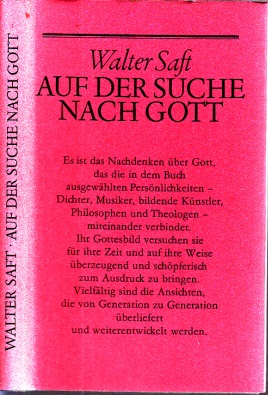 WALTER SAFT · AUF DER SUCHE NACH GOTT
Walter Saft
AUF DER SUCHE
NACH GOTT
Es ist das Nachdenken über Gott,
das die in dem Buch
ausgewählten Persönlichkeiten –
Dichter, Musiker, bildende Künstler,
Philosophen und Theologen –
miteinander verbindet.
Ihr Gottesbild versuchen sie
für ihre Zeit und auf ihre Weise
überzeugend und schöpferisch
zum Ausdruck zu bringen.
Vielfältig sind die Ansichten,
die von Generation zu Generation
überliefert
und weiterentwickelt werden.